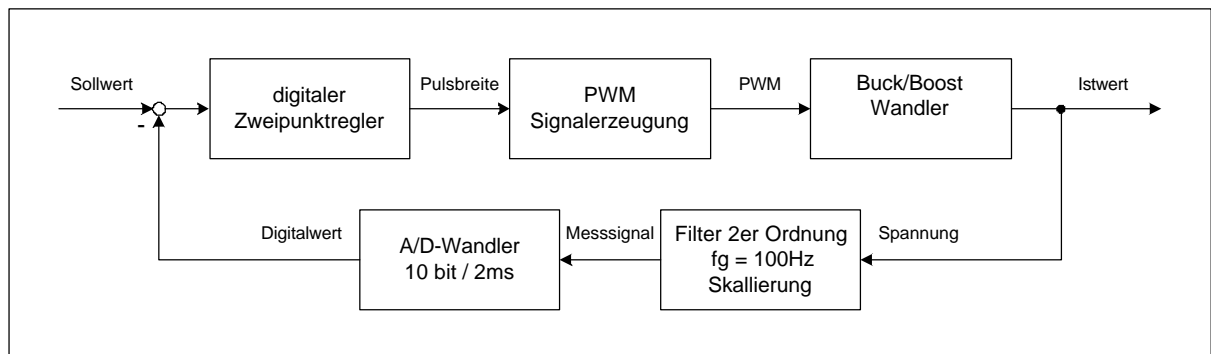 Sollwert
digitaler
Zweipunktregler
Pulsbreite
PWM
Signalerzeugung
PWM
Buck/Boost
Wandler
Istwert
-
Digitalwert
A/D-Wandler
10 bit / 2ms
Messsignal
Filter 2er Ordnung
fg = 100Hz
Skallierung
Spannung